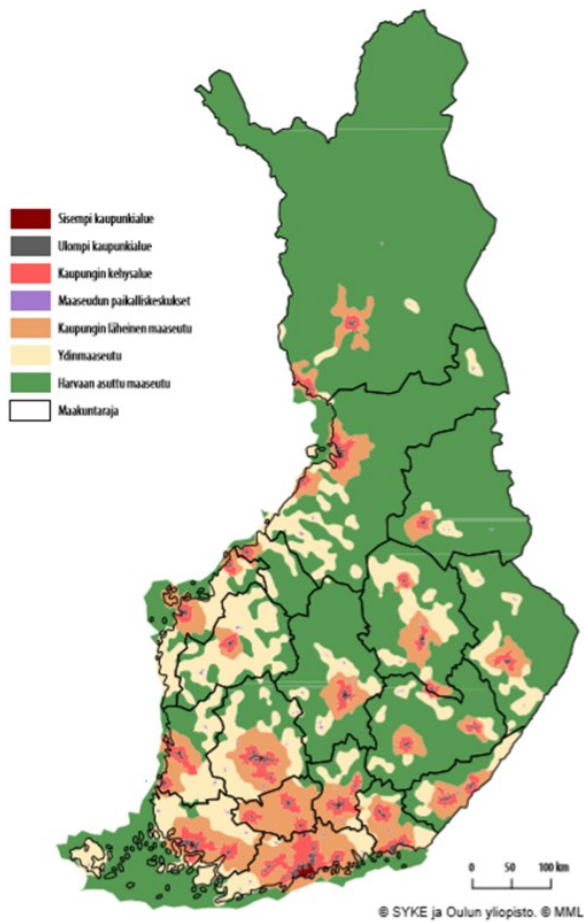 Sisempi kaupunkialue
Ulompi kaupunkialue
Kaupungin kehysalue
Maaseudun paikalliskeskukset
Kaupungin läheinen maaseutu
Ydinmaaseutu
Harvaan asuttu maaseutu
Maakuntaraja
0 50 100 km
© SYKE ja Oulun yliopisto. © MML